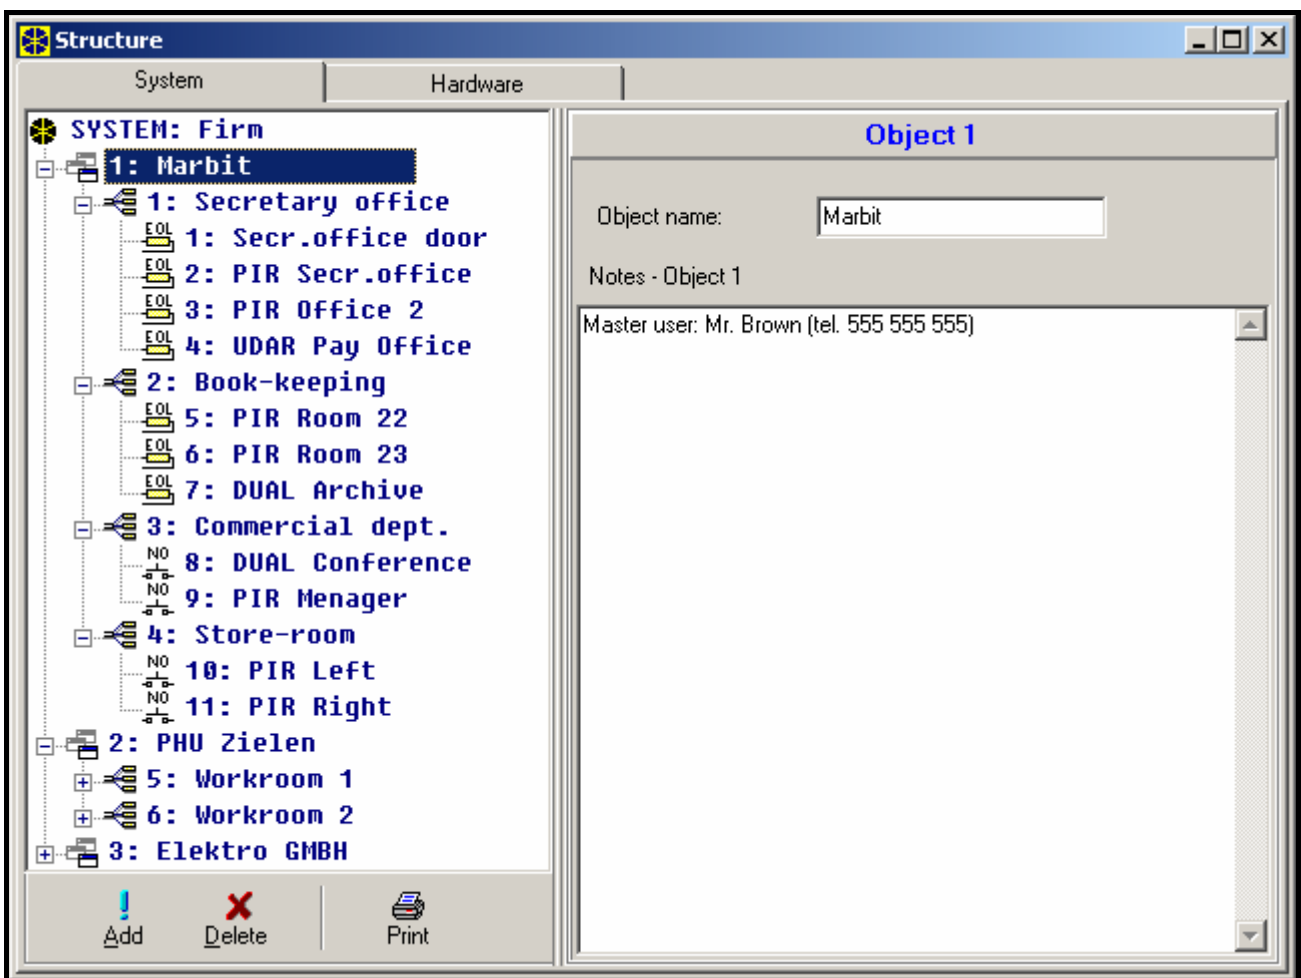 Structure
System
Hardware
SYSTEM: Firm
1: Marbit
1: Secretary office
EOL 1: Secr.office door
EOL 2: PIR Secr.office
EOL 3: PIR Office 2
EOL 4: UDAR Pay Office
2: Book-keeping
EOL 5: PIR Room 22
EOL 6: PIR Room 23
EOL 7: DUAL Archive
3: Commercial dept.
NO 8: DUAL Conference
NO 9: PIR Menager
4: Store-room
NO 10: PIR Left
NO 11: PIR Right
2: PHU Zielen
5: Workroom 1
6: Workroom 2
3: Elektro GMBH
Add
Delete
Print
Object 1
Object name: Marbit
Notes - Object 1
Master user: Mr. Brown (tel. 555 555 555)